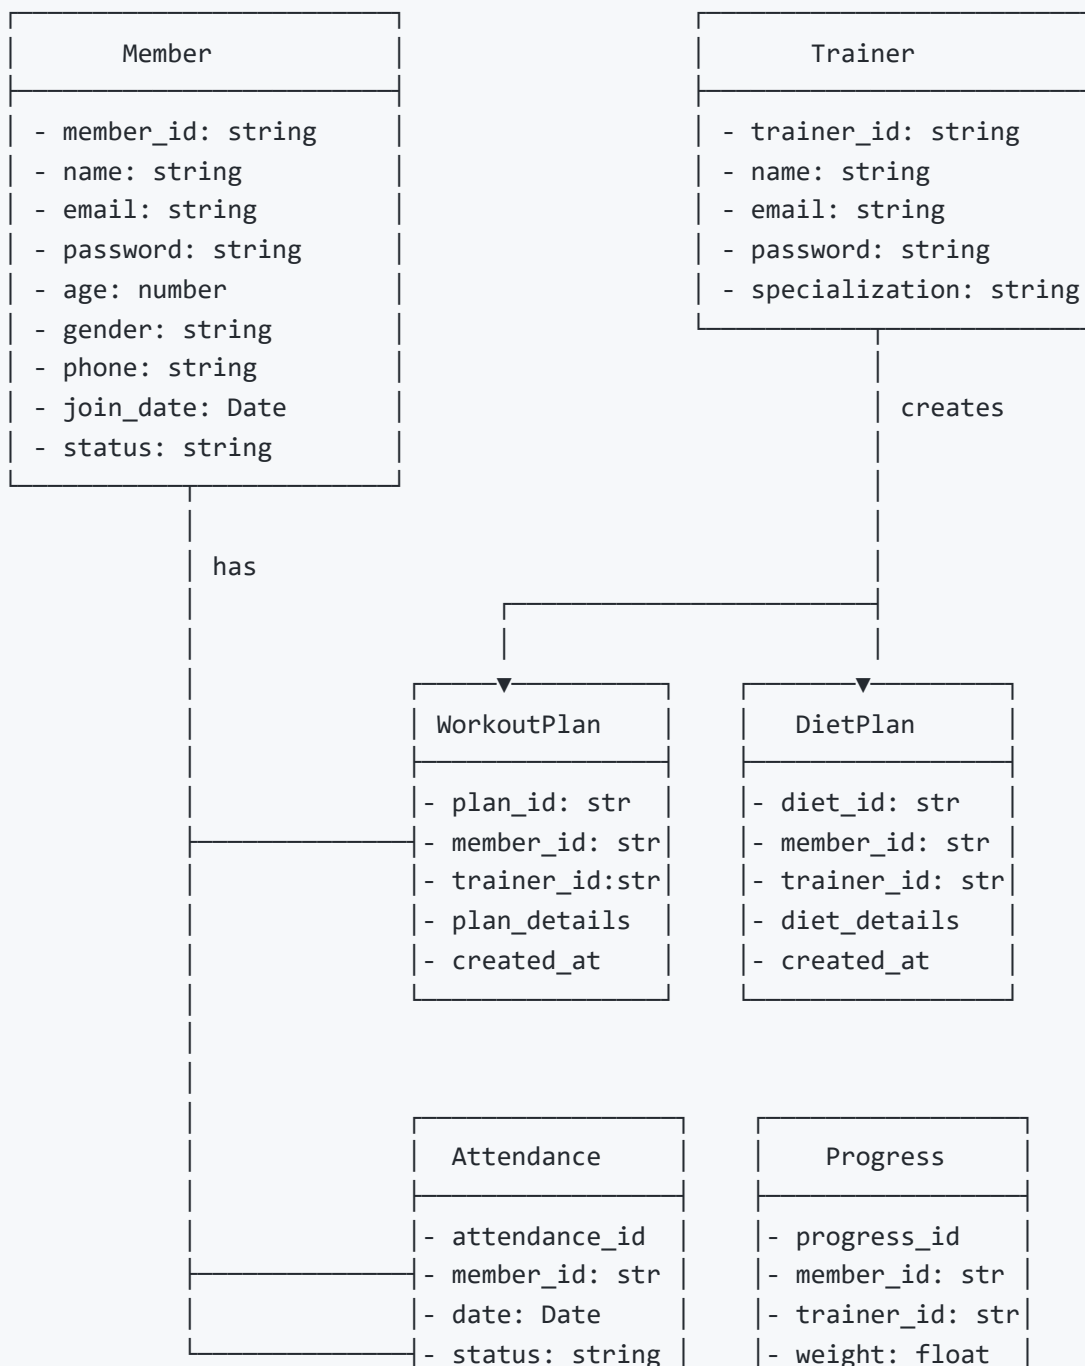 Member
- member_id: string
- name: string
- email: string
- password: string
- age: number
- gender: string
- phone: string
- join_date: Date
- status: string
has
Trainer
- trainer_id: string
- name: string
- email: string
- password: string
- specialization: string
creates
WorkoutPlan
- plan_id: str
- member_id: str
- trainer_id:str
- plan_details
- created_at
DietPlan
- diet_id: str
- member_id: str
- trainer_id: str
- diet_details
- created_at
Attendance
- attendance_id
- member_id: str
- date: Date
- status: string
Progress
- progress_id
- member_id: str
- trainer_id: str
- weight: float